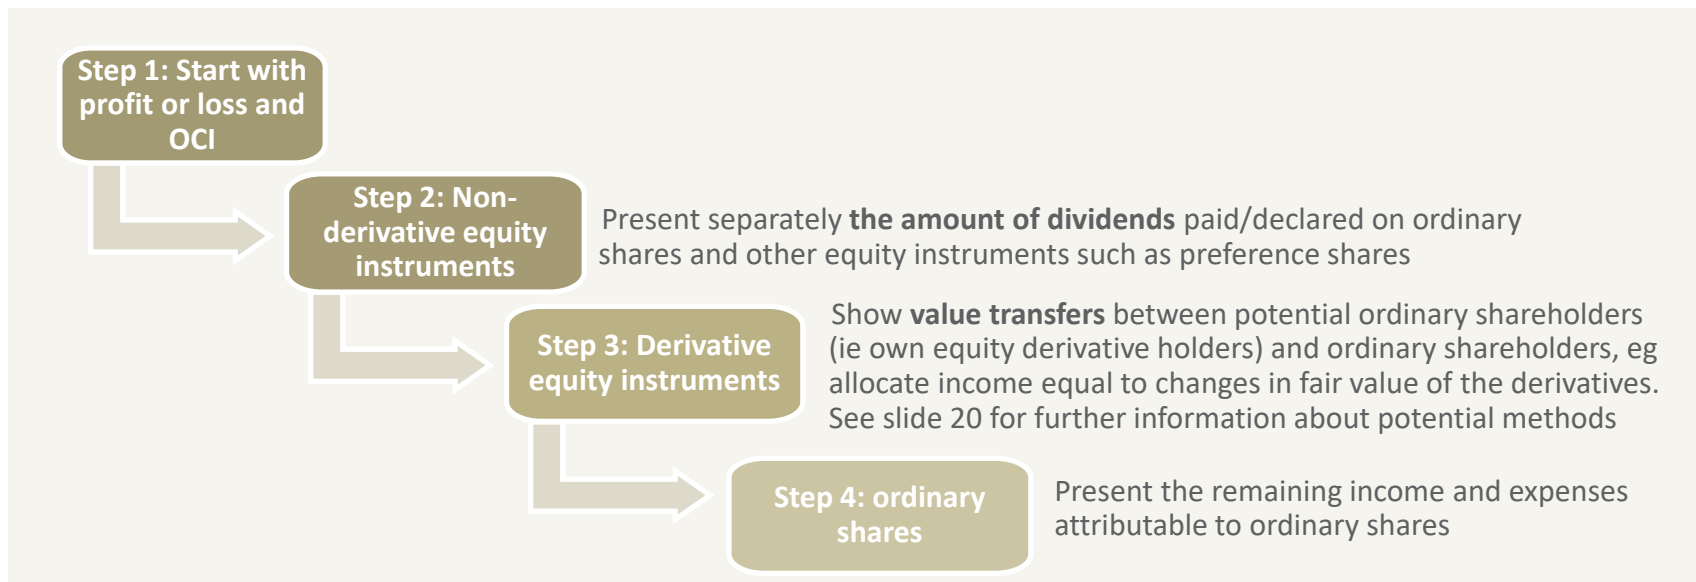 Step 1: Start with
profit or loss and
OCI
Step 2: Non-
derivative equity
instruments
Present separately the amount of dividends paid/declared on ordinary
shares and other equity instruments such as preference shares
Step 3: Derivative
equity instruments
Show value transfers between potential ordinary shareholders
(ie own equity derivative holders) and ordinary shareholders, eg
allocate income equal to changes in fair value of the derivatives.
See slide 20 for further information about potential methods
Step 4: ordinary
shares
Present the remaining income and expenses
attributable to ordinary shares